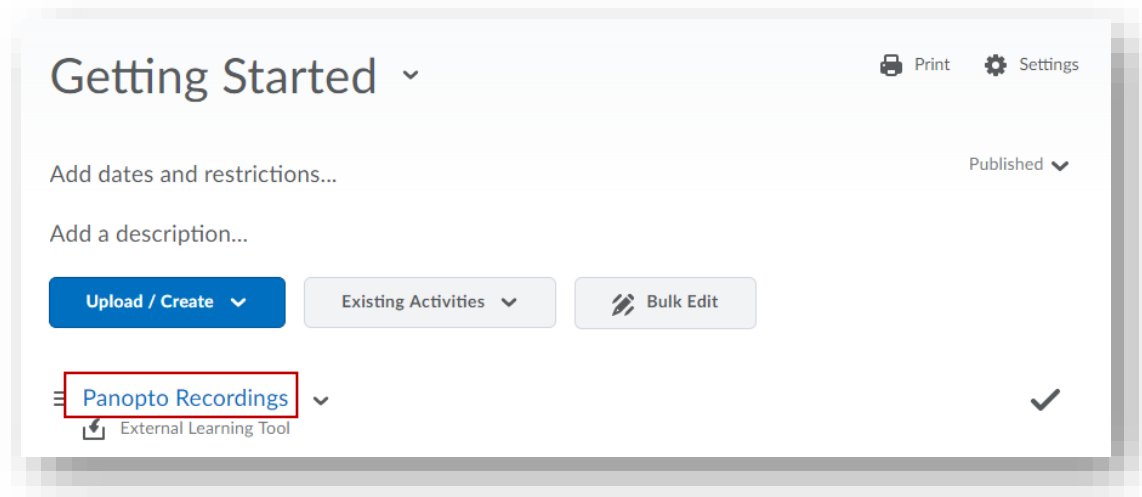 Getting Started
Print
Settings
Add dates and restrictions...
Published
Add a description...
Upload / Create
Existing Activities
Bulk Edit
Panopto Recordings
External Learning Tool